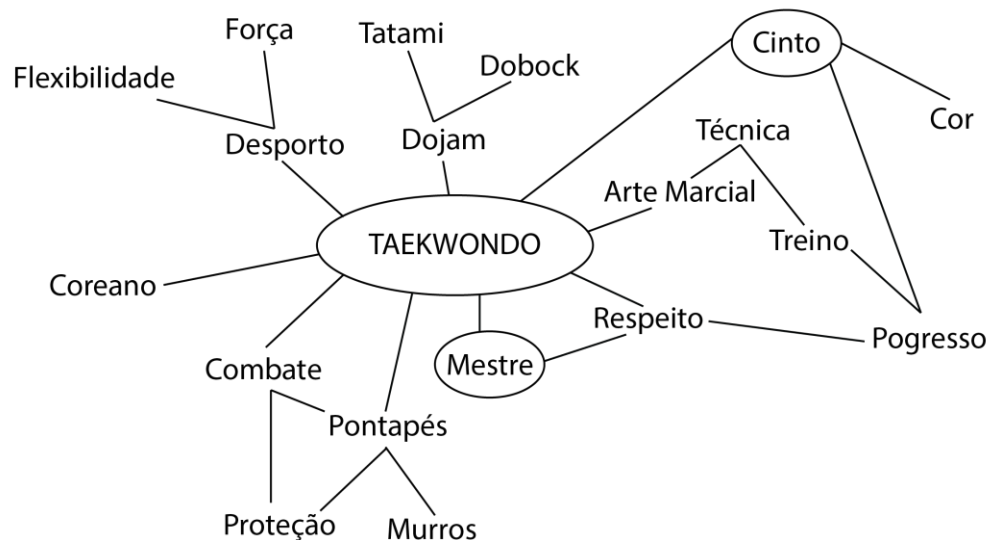 Força
Tatami
Cinto
Flexibilidade
Dobock
Cor
Desporto
Dojam
Técnica
Arte Marcial
TAEKWONDO
Treino
Coreano
Respeito
Pogresso
Combate
Mestre
Pontapés
Proteção
Murros